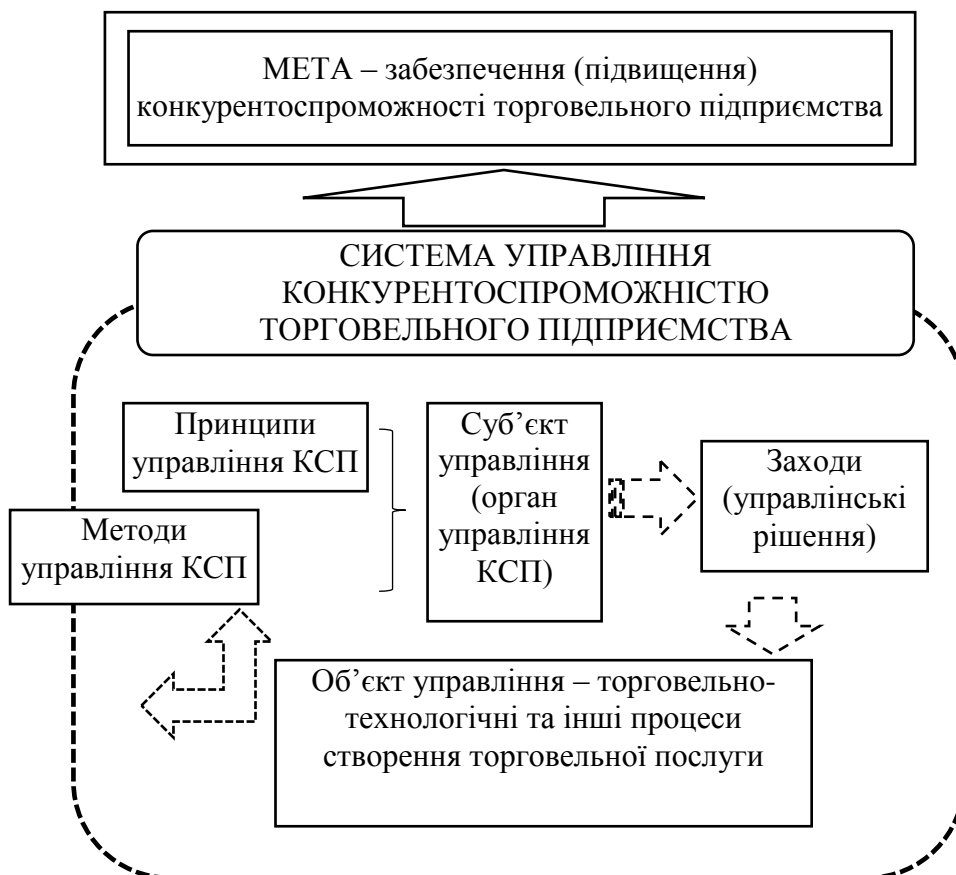 МЕТА – забезпечення (підвищення)
конкурентоспроможності торговельного підприємства
СИСТЕМА УПРАВЛІННЯ
КОНКУРЕНТОСПРОМОЖНІСТЮ
ТОРГОВЕЛЬНОГО ПІДПРИЄМСТВА
Принципи
управління КСП
Методи
управління КСП
Суб’єкт
управління
(орган
управління
КСП)
Заходи
(управлінські
рішення)
Об’єкт управління – торговельно-
технологічні та інші процеси
створення торговельної послуги